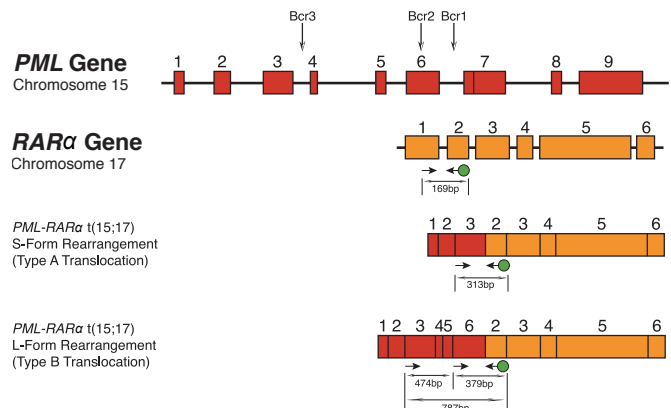 Bcr3 Bcr2 Bcr1
1 2 3 4 5 6 7 8 9
PML Gene
Chromosome 15
RARα Gene
Chromosome 17
1 2 3 4 5 6
169bp
PML-RARα t(15;17)
S-Form Rearrangement
(Type A Translocation)
1 2 3 2 3 4 5 6
313bp
PML-RARα t(15;17)
L-Form Rearrangement
(Type B Translocation)
1 2 3 4 5 6 2 3 4 5 6
474bp 379bp
787bp